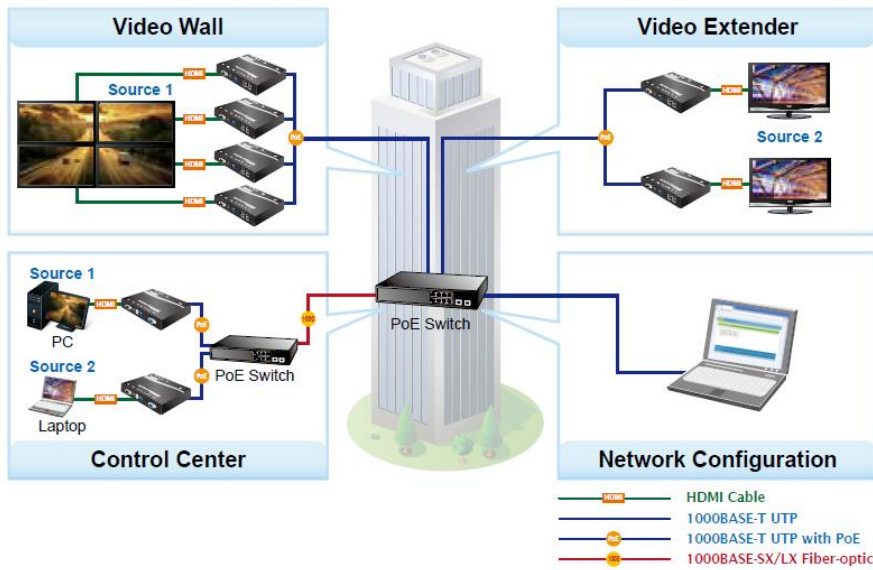 Video Wall
Source 1
HDMI
HDMI
HDMI
HDMI
PoE
Video Extender
HDMI
PoE
Source 2
HDMI
Source 1
HDMI
PC
PoE
1000
PoE Switch
Source 2
PoE
PoE Switch
HDMI
Laptop
Control Center
Network Configuration
HDMI HDMI Cable
1000BASE-T UTP
PoE 1000BASE-T UTP with PoE
1000 1000BASE-SX/LX Fiber-optic